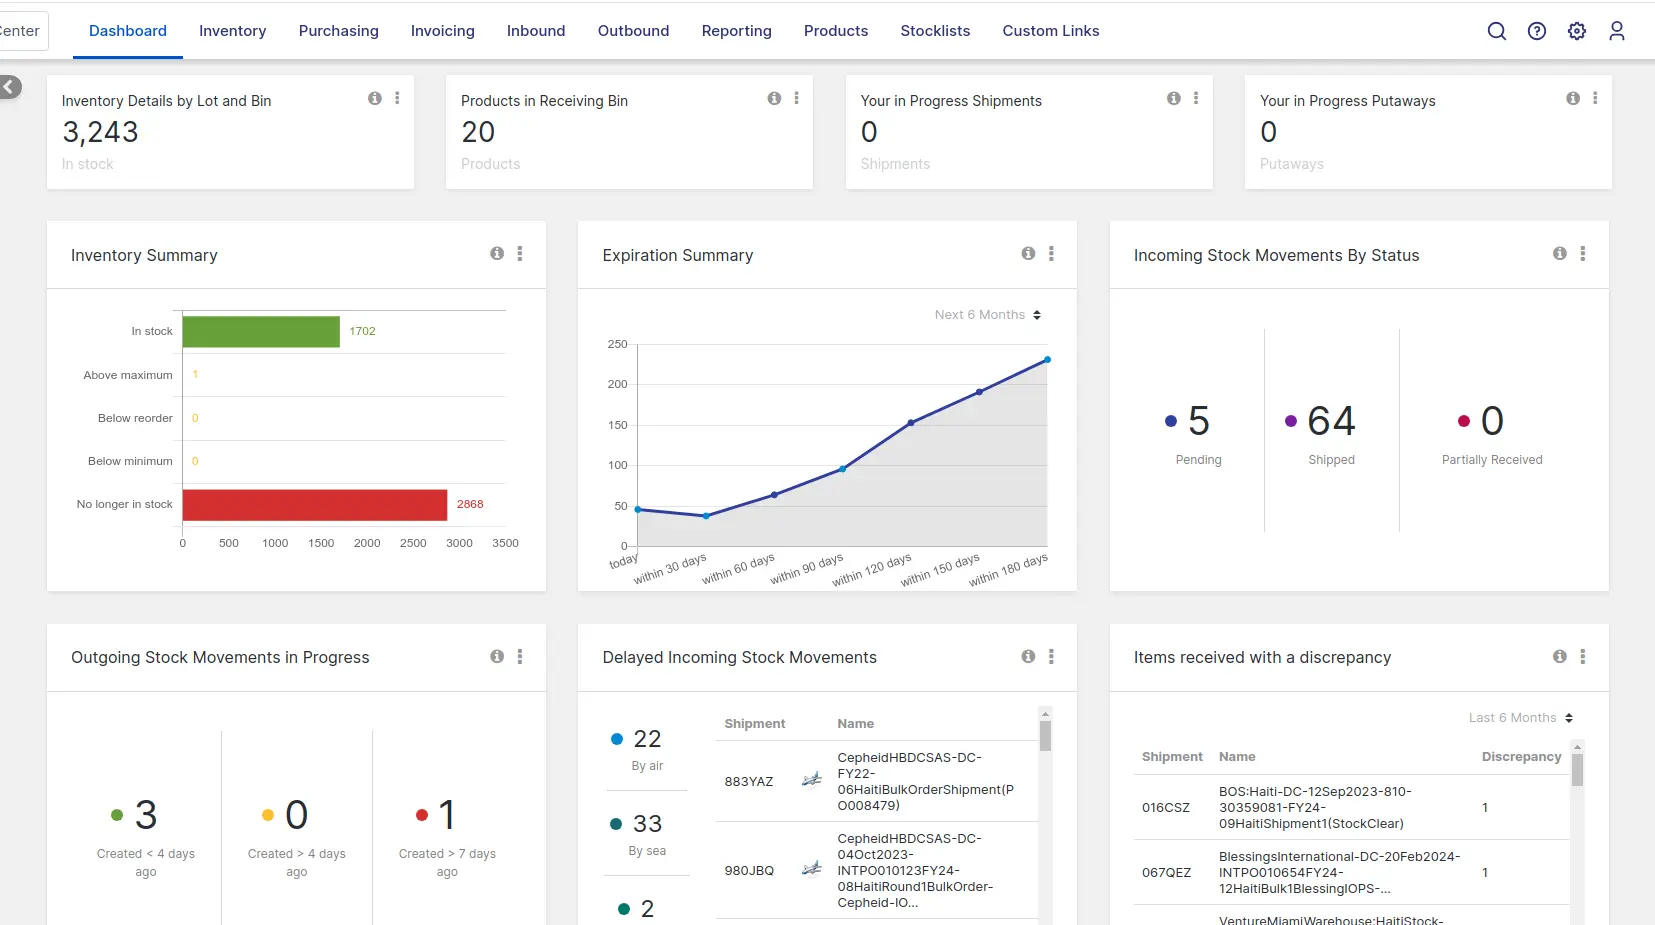 Center
Dashboard
Inventory
Purchasing
Invoicing
Inbound
Outbound
Reporting
Products
Stocklists
Custom Links
Inventory Details by Lot and Bin
3,243
In stock
Products in Receiving Bin
20
Products
Your in Progress Shipments
0
Shipments
Your in Progress Putaways
0
Putaways
Inventory Summary
In stock
1702
Above maximum
1
Below reorder
0
Below minimum
0
No longer in stock
2868
0 500 1000 1500 2000 2500 3000 3500
Expiration Summary
Next 6 Months
250
200
150
100
50
0
today
within 30 days
within 60 days
within 90 days
within 120 days
within 150 days
within 180 days
Incoming Stock Movements By Status
5
Pending
64
Shipped
0
Partially Received
Outgoing Stock Movements in Progress
3
Created < 4 days
ago
0
Created > 4 days
ago
1
Created > 7 days
ago
Delayed Incoming Stock Movements
22
By air
33
By sea
2
Shipment Name
883YAZ
CepheidHBDCSAS-DC-
FY22-
06HaitiBulkOrderShipment(P
O008479)
980JBQ
CepheidHBDCSAS-DC-
04Oct2023-
INTPO010123FY24-
08HaitiRound1BulkOrder-
Cepheid-IO...
Items received with a discrepancy
Last 6 Months
Shipment Name Discrepancy
016CSZ
BOS:Haiti-DC-12Sep2023-810-
30359081-FY24-
09HaitiShipment1(StockClear)
1
067QEZ
BlessingsInternational-DC-20Feb2024-
INTPO010654FY24-
12HaitiBulk1BlessingIOPS-...
1
VentureMiamiWarehouse:HaitiStock-